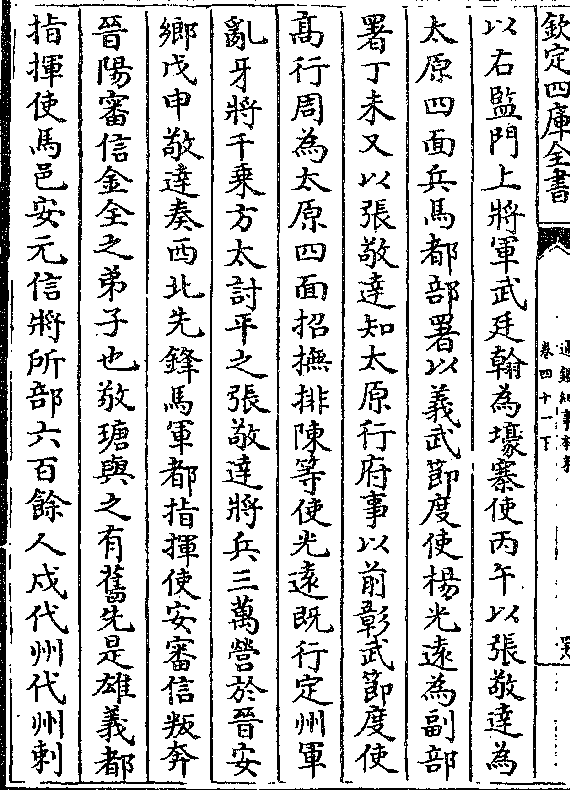 欽定四庫全書
以右監門上將軍武廷翰為壕寨使丙午以張敬達為
太原四面兵馬都部署以義武節度使楊光遠為副部
署丁未又以張敬達知太原行府事以前彰武節度使
髙行周為太原四面招撫排陳等使光遠既行定州軍
亂牙將千乗方太討平之張敬達將兵三萬營於晉安
鄉戊申敬達奏西北先鋒馬軍都指揮使安審信叛奔
晉陽審信金全之弟子也敬瑭與之有舊先是雄義都
指揮使馬邑安元信將所部六百餘人戍代州代州刺
卷四十一下